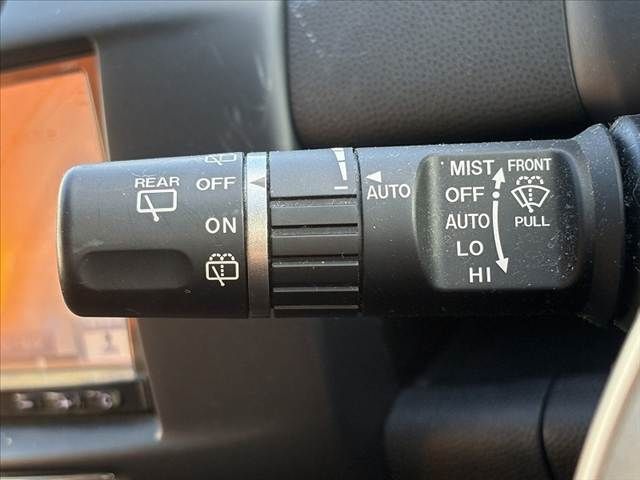 REAR
OFF
ON
AUTO
MIST
OFF
AUTO
LO
HI
FRONT
PULL